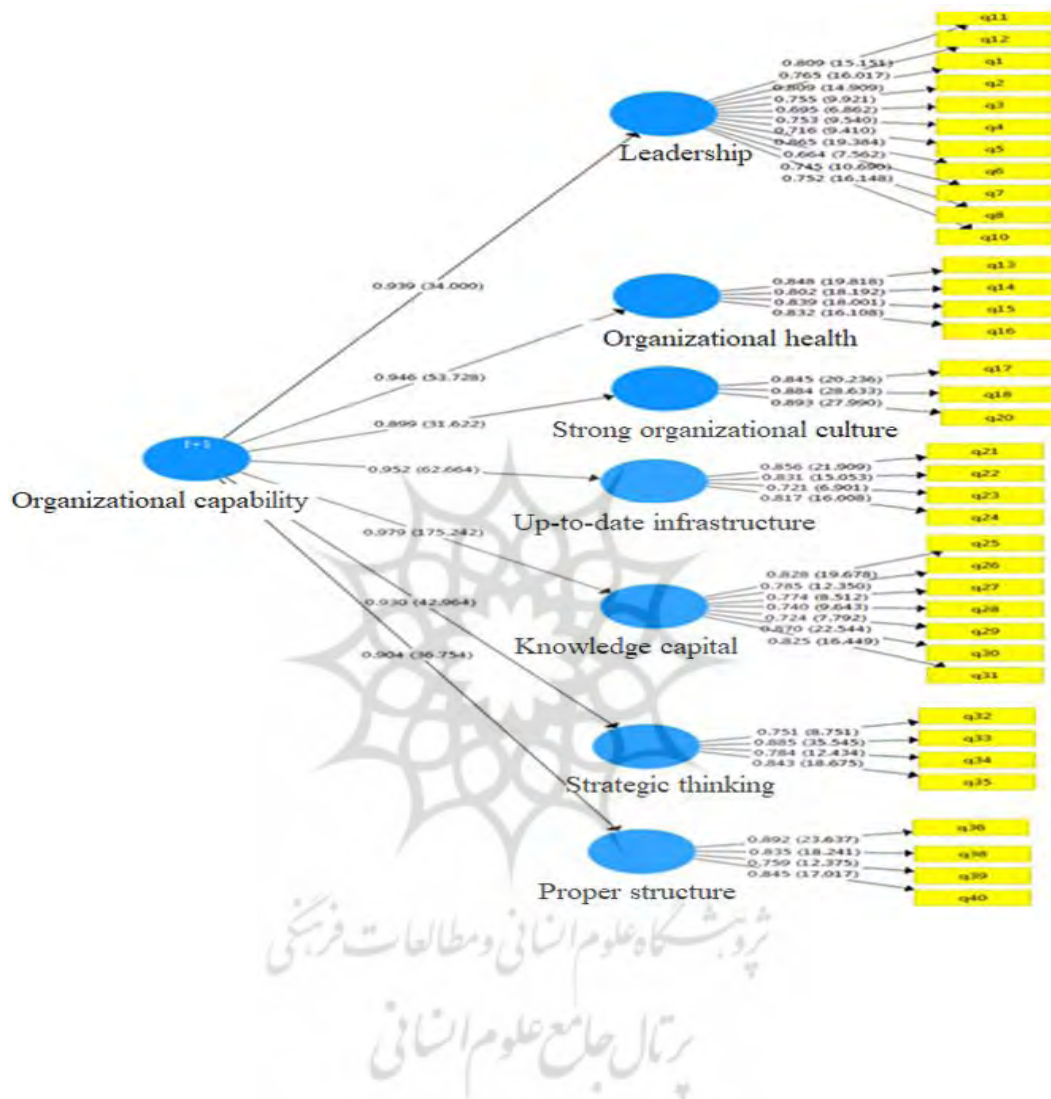 q11
q12
q1
q2
q3
q4
q5
q6
q7
q8
q10
0.809 (15.151)
0.765 (16.017)
0.809 (14.909)
0.755 (9.921)
0.695 (6.862)
0.753 (9.540)
0.716 (9.410)
0.865 (19.384)
0.664 (7.562)
0.745 (10.690)
0.752 (16.148)
Leadership
0.939 (34.000)
q13
q14
q15
q16
0.848 (19.818)
0.802 (18.192)
0.839 (18.001)
0.832 (16.108)
Organizational health
0.946 (53.728)
q17
q18
q20
0.845 (20.236)
0.884 (28.633)
0.893 (27.990)
Strong organizational culture
0.899 (31.622)
Organizational capability
0.952 (62.664)
q21
q22
q23
q24
0.856 (21.909)
0.831 (15.053)
0.721 (6.901)
0.817 (16.008)
Up-to-date infrastructure
0.979 (175.242)
q25
q26
q27
q28
q29
q30
q31
0.828 (19.678)
0.785 (12.350)
0.774 (8.512)
0.740 (9.643)
0.724 (7.792)
0.870 (22.544)
0.825 (16.449)
Knowledge capital
0.930 (42.964)
0.904 (36.754)
q32
q33
q34
q35
0.751 (8.751)
0.885 (35.545)
0.784 (12.434)
0.843 (18.675)
Strategic thinking
q36
q38
q39
q40
0.892 (23.637)
0.835 (18.241)
0.759 (12.375)
0.845 (17.017)
Proper structure
پژوهشگاه علوم انسانی و مطالعات فرهنگی
پرتال جامع علوم انسانی